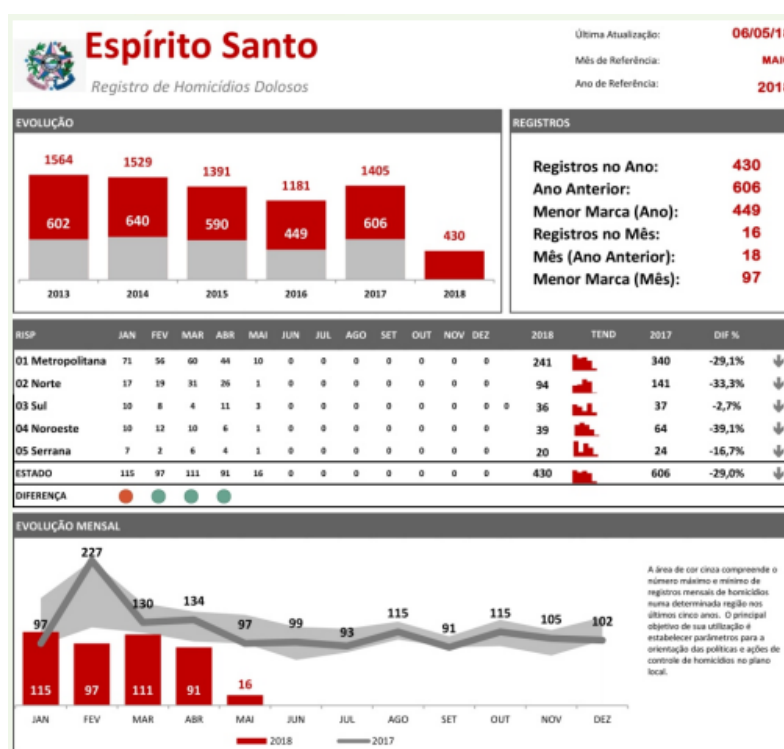 Espírito Santo
Registro de Homicídios Dolosos
Última Atualização: 06/05/18
Mês de Referência: MAIO
Ano de Referência: 2018
EVOLUÇÃO
1564 1529 1391 1181 1405 430
602 640 590 449 606
2013 2014 2015 2016 2017 2018
REGISTROS
Registros no Ano: 430
Ano Anterior: 606
Menor Marca (Ano): 449
Registros no Mês: 16
Mês (Ano Anterior): 18
Menor Marca (Mês): 97
RISP JAN FEV MAR ABR MAI JUN JUL AGO SET OUT NOV DEZ 2018 TEND 2017 DIF %
01 Metropolitana 71 56 60 44 10 0 0 0 0 0 0 0 241 340 -29,1%
02 Norte 17 19 31 26 1 0 0 0 0 0 0 0 94 141 -33,3%
03 Sul 10 8 4 11 3 0 0 0 0 0 0 0 0 36 37 -2,7%
04 Noroeste 10 12 10 6 1 0 0 0 0 0 0 0 39 64 -39,1%
05 Serrana 7 2 6 4 1 0 0 0 0 0 0 0 20 24 -16,7%
ESTADO 115 97 111 91 16 0 0 0 0 0 0 0 430 606 -29,0%
DIFERENÇA
EVOLUÇÃO MENSAL
97 227 130 134 97 99 93 115 91 115 105 102
115 97 111 91 16
JAN FEV MAR ABR MAI JUN JUL AGO SET OUT NOV DEZ
2018 2017
A área de cor cinza compreende o
número máximo e mínimo de
registros mensais de homicídios
numa determinada região nos
últimos cinco anos. O principal
objetivo de sua utilização é
estabelecer parâmetros para a
orientação das políticas e ações de
controle de homicídios no plano
local.